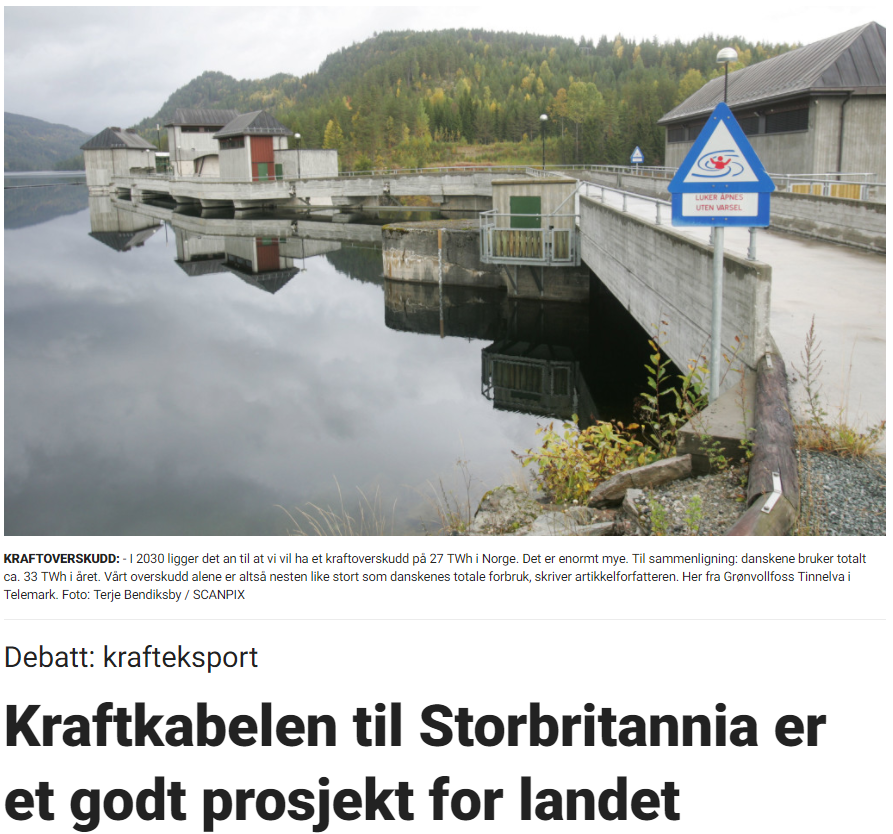 LUKER ÅPNES
UTEN VARSEL
KRAFTOVERSKUDD: - I 2030 ligger det an til at vi vil ha et kraftoverskudd på 27 TWh i Norge. Det er enormt mye. Til sammenligning: danskene bruker totalt
ca. 33 TWh i året. Vårt overskudd alene er altså nesten like stort som danskenes totale forbruk, skriver artikkelforfatteren. Her fra Grønvollfoss Tinnelva i
Telemark. Foto: Terje Bendiksby / SCANPIX
Debatt: krafteksport
Kraftkabelen til Storbritannia er
et godt prosjekt for landet